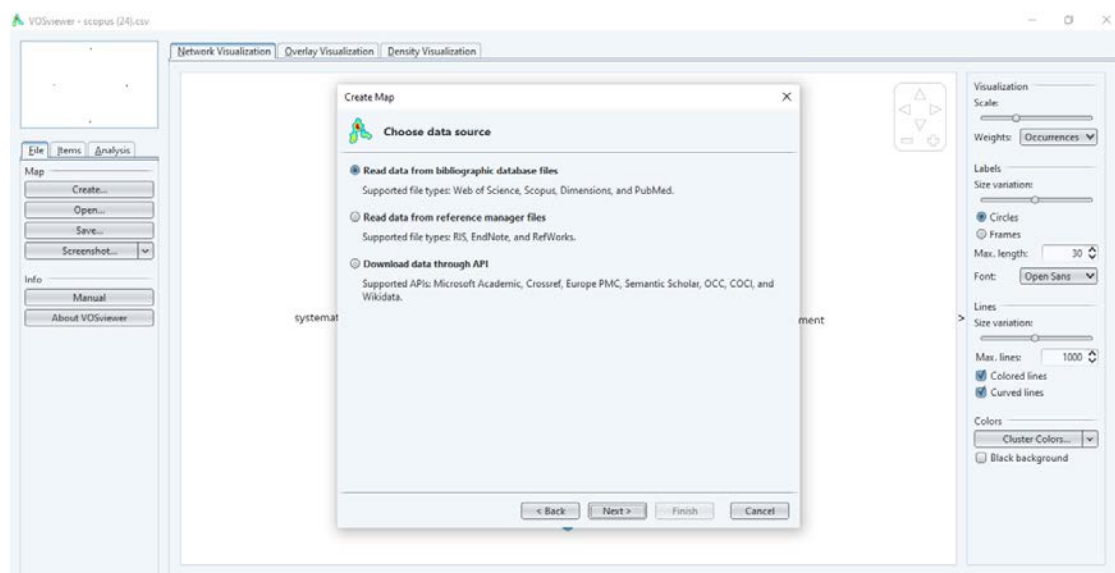 VOSviewer - scopus (24).csv
Network Visualization Overlay Visualization Density Visualization
File Items Analysis
Map
Create...
Open...
Save...
Screenshot...
Info
Manual
About VOSviewer
Create Map
Choose data source
Read data from bibliographic database files
Supported file types: Web of Science, Scopus, Dimensions, and PubMed.
Read data from reference manager files
Supported file types: RIS, EndNote, and RefWorks.
Download data through API
Supported APIs: Microsoft Academic, Crossref, Europe PMC, Semantic Scholar, OCC, COCI, and
Wikidata.
systemat
ment
< Back Next > Finish Cancel
>
Visualization
Scale:
Weights: Occurrences
Labels
Size variation:
Circles
Frames
Max. length: 30
Font: Open Sans
Lines
Size variation:
Max. lines: 1000
Colored lines
Curved lines
Colors
Cluster Colors...
Black background